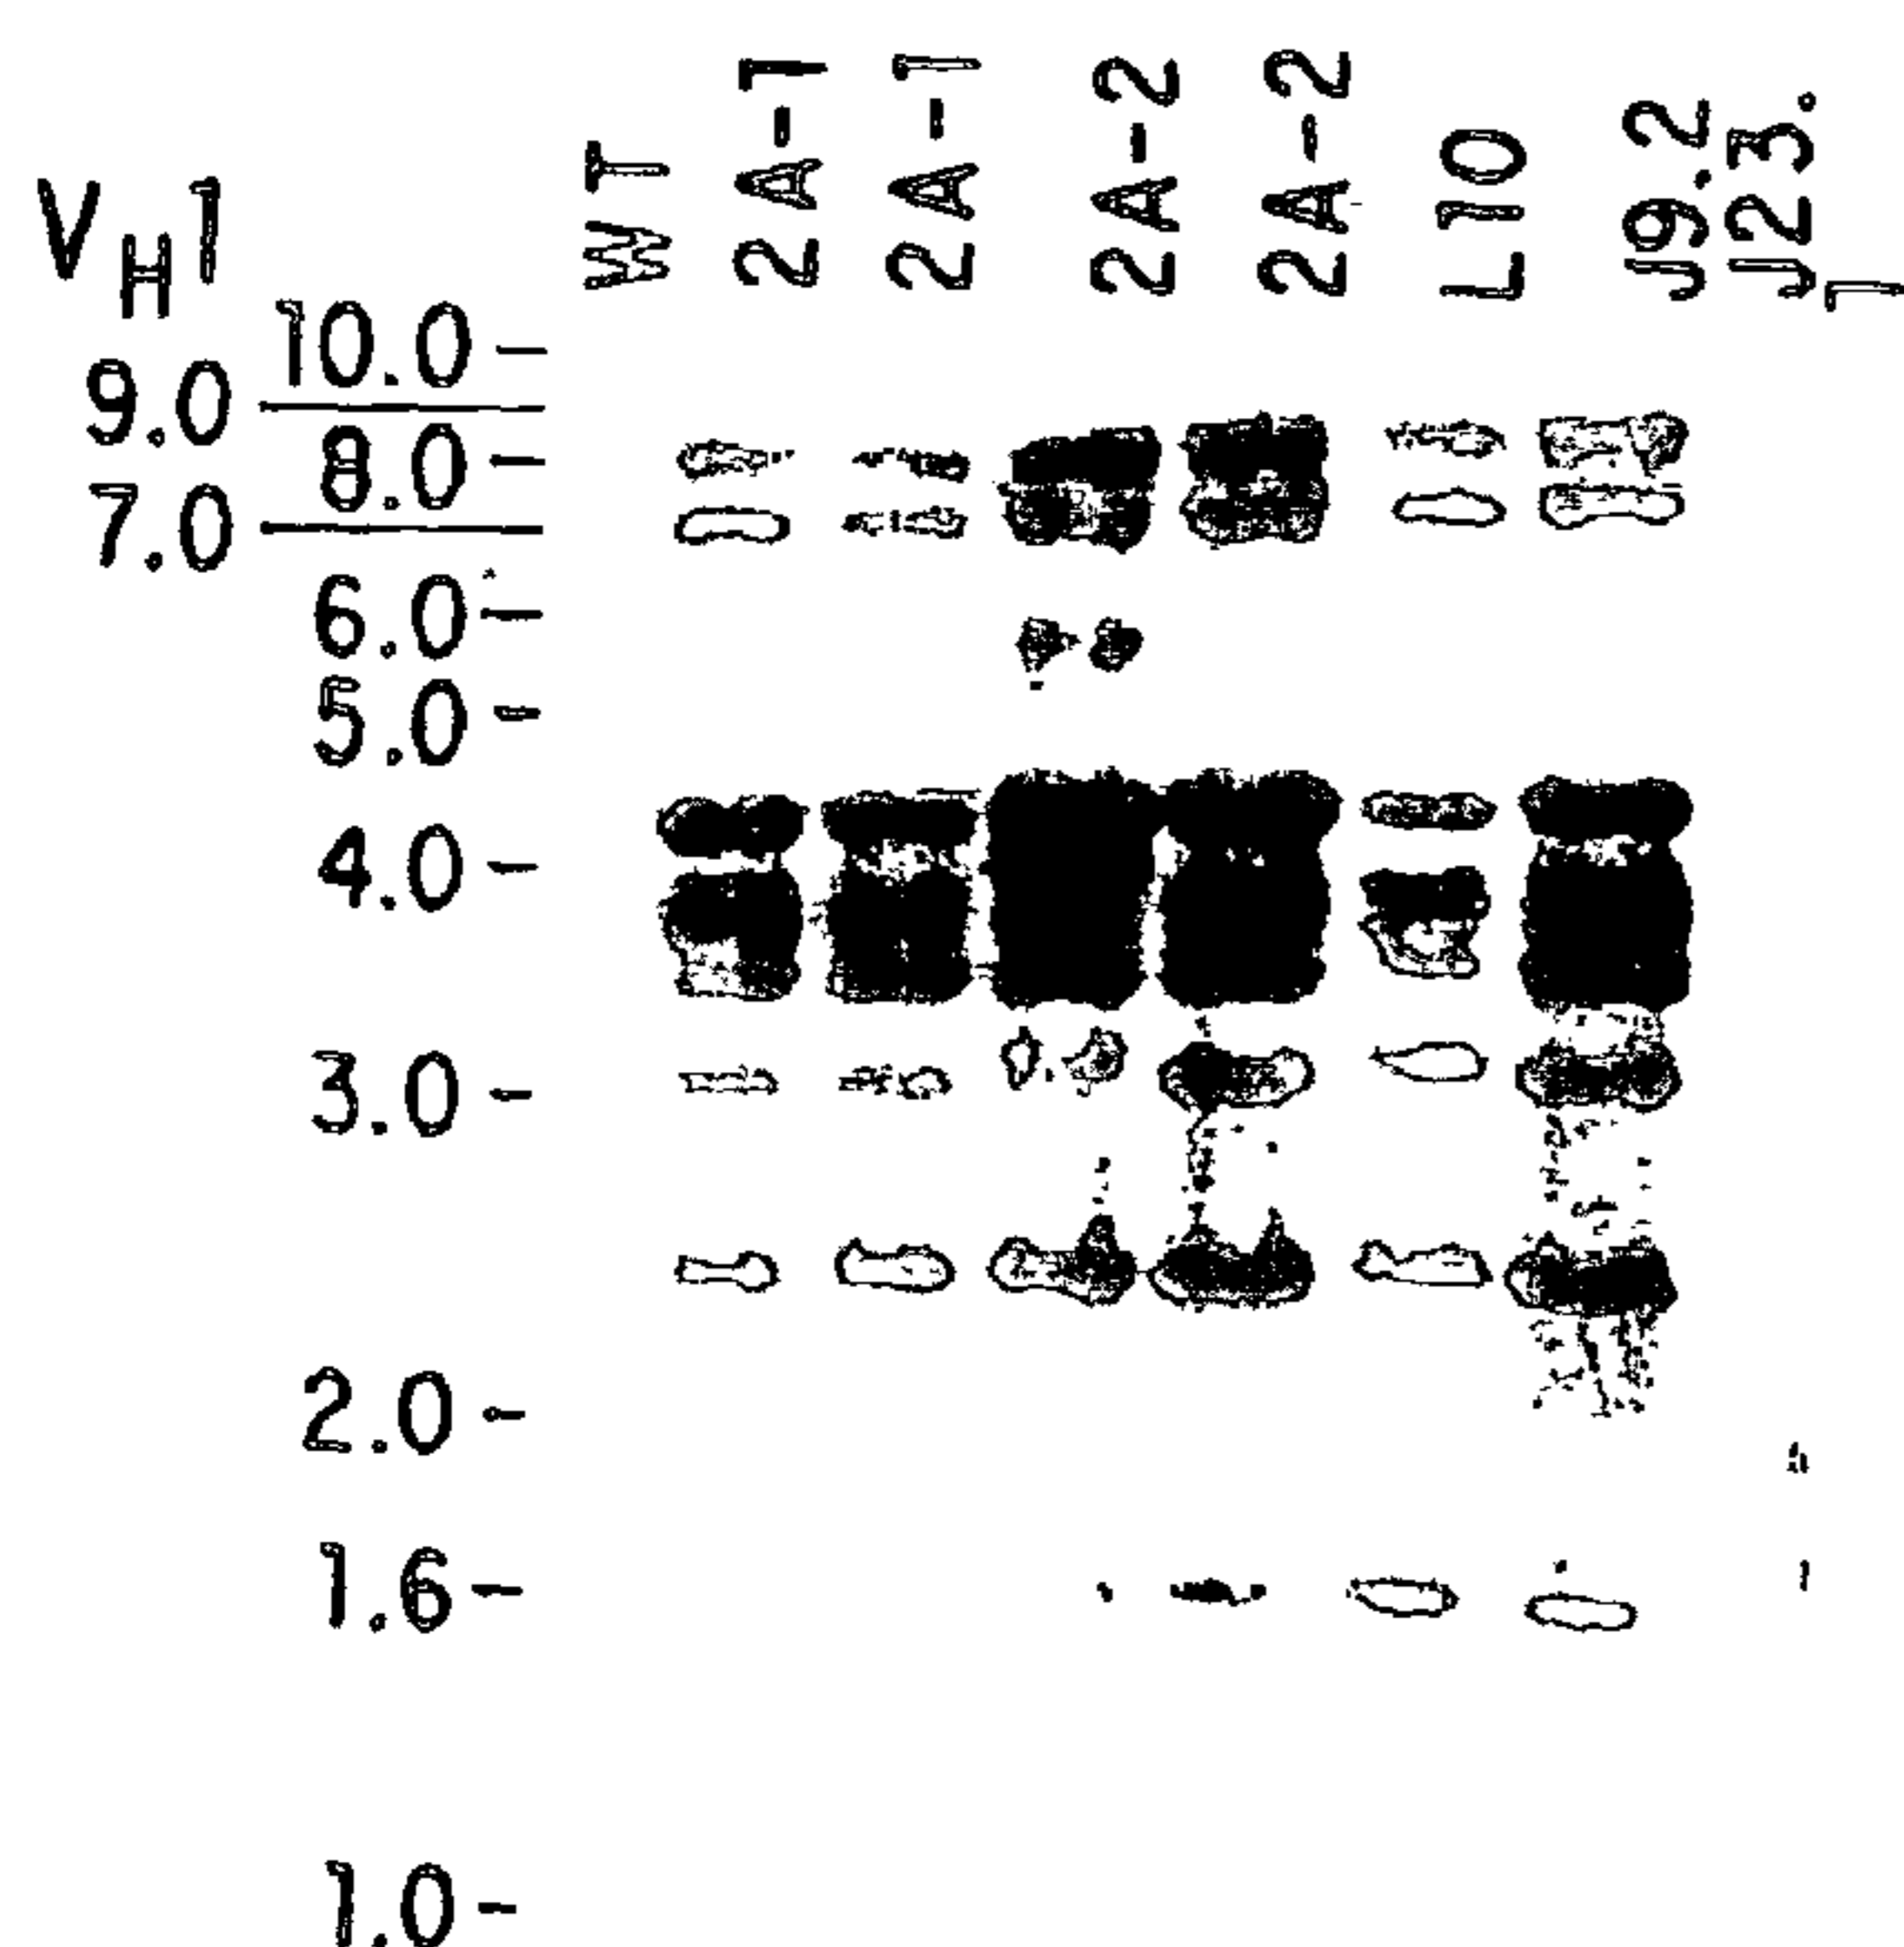 VH1
WT
2A-1
2A-1
2A-2
2A-2
L10
J9.2
J23.1
10.0-
9.0
8.0-
7.0
6.0-
5.0-
4.0-
3.0-
2.0-
1.6-
1.0-